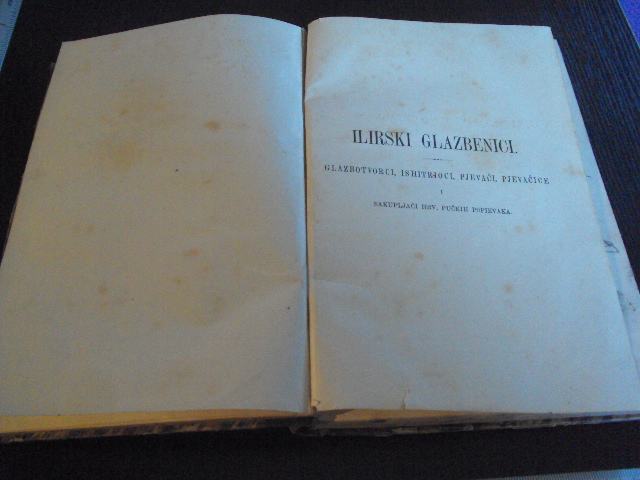 ILIRSKI GLAZBENICI.
GLAZBOTVORCI, ISHITRIOCI, PJEVAČI, PJEVAČICE
I
SAKUPLJAČI HRV. PUČKIH POPIEVAKA.